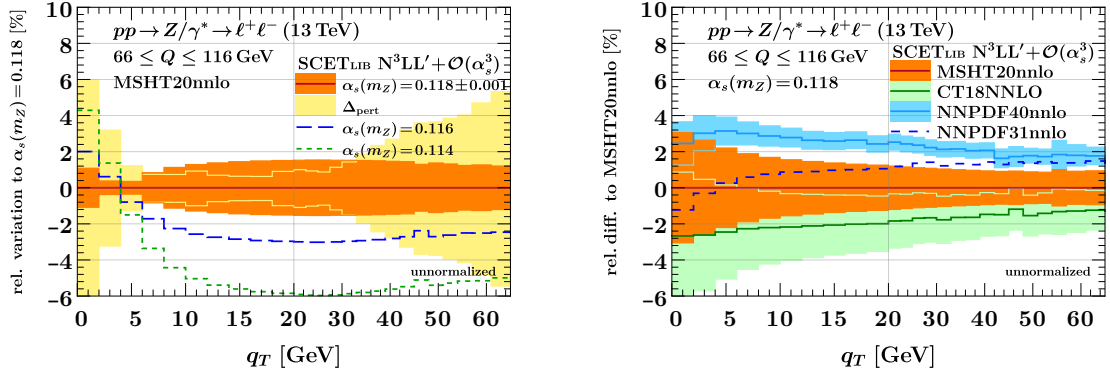 rel. variation to αs(mZ)=0.118 [%]
10
8
6
4
2
0
−2
−4
−6
pp→Z/γ*→ℓ+ℓ− (13 TeV)
66 ≤ Q ≤ 116 GeV
MSHT20nnlo
SCETLIB N³LL′+O(αs³)
αs(mZ)=0.118±0.001
Δpert
αs(mZ)=0.116
αs(mZ)=0.114
unnormalized
0 5 10 15 20 20 30 40 50 60
qT [GeV]
rel. diff. to MSHT20nnlo [%]
10
8
6
4
2
0
−2
−4
−6
pp→Z/γ*→ℓ+ℓ− (13 TeV)
66 ≤ Q ≤ 116 GeV
αs(mZ)=0.118
SCETLIB N³LL′+O(αs³)
MSHT20nnlo
CT18NNLO
NNPDF40nnlo
NNPDF31nnlo
unnormalized
0 5 10 15 20 20 30 40 50 60
qT [GeV]